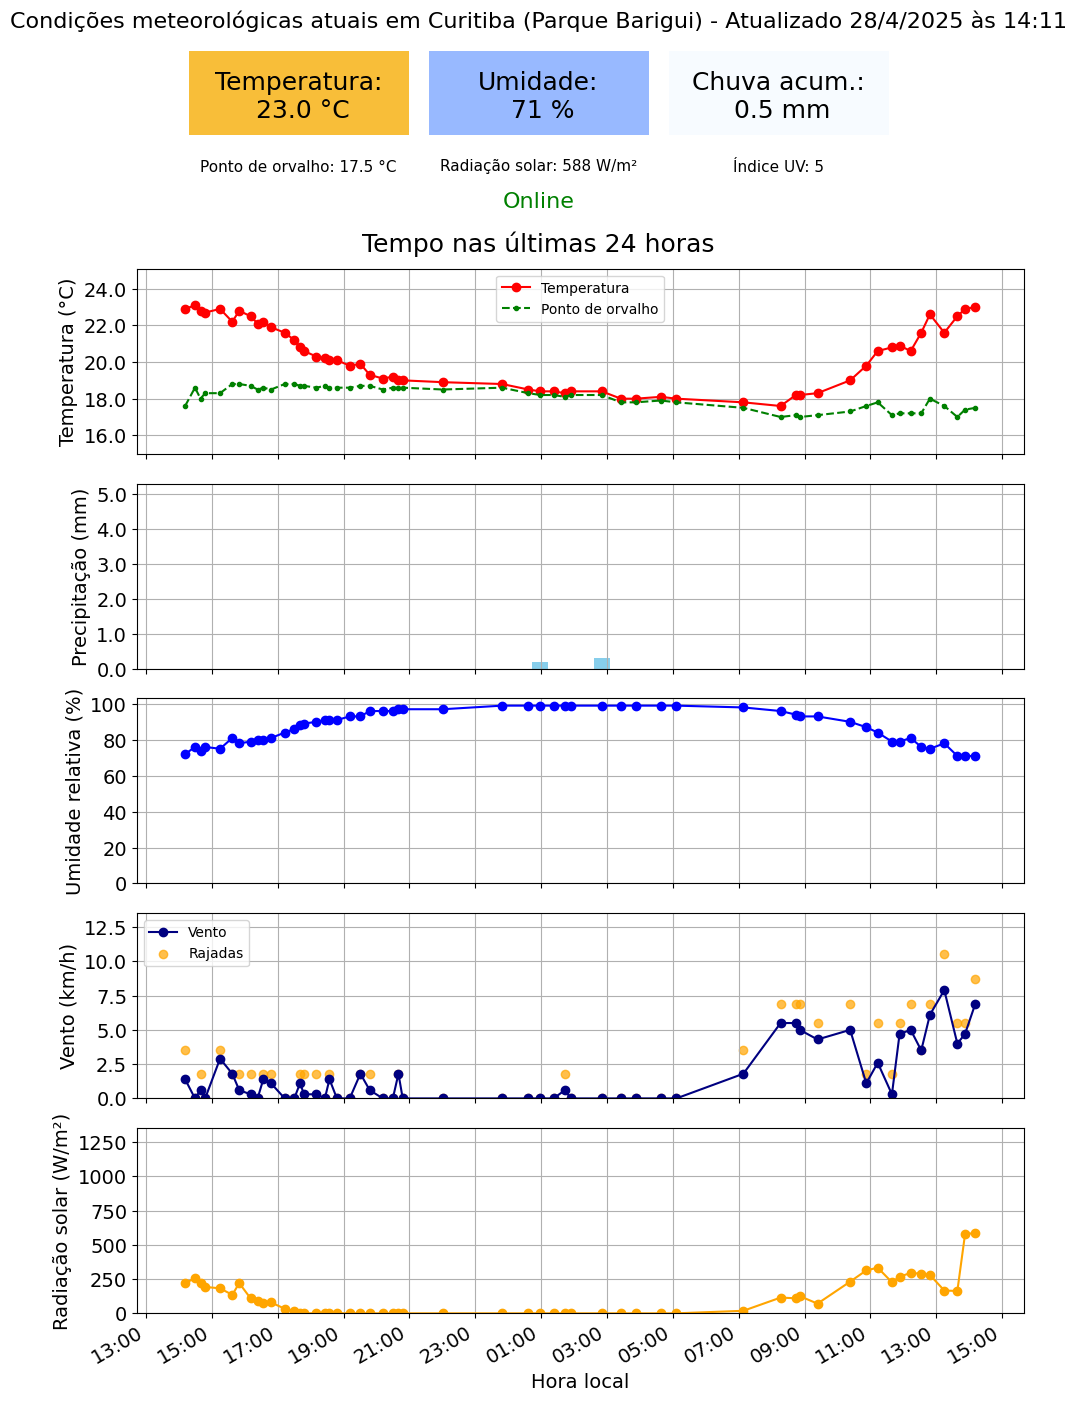 Condições meteorológicas atuais em Curitiba (Parque Barigui) - Atualizado 28/4/2025 às 14:11
Temperatura:
23.0 °C
Umidade:
71 %
Chuva acum.:
0.5 mm
Ponto de orvalho: 17.5 °C
Radiação solar: 588 W/m²
Índice UV: 5
Online
Tempo nas últimas 24 horas
Temperatura (°C)
24.0
22.0
20.0
18.0
16.0
Temperatura
Ponto de orvalho
Precipitação (mm)
5.0
4.0
3.0
2.0
1.0
0.0
Umidade relativa (%)
100
80
60
40
20
0
Vento (km/h)
12.5
10.0
7.5
5.0
2.5
0.0
Vento
Rajadas
Radiação solar (W/m²)
1250
1000
750
500
250
0
13:00
15:00
17:00
19:00
21:00
23:00
01:00
03:00
05:00
07:00
09:00
11:00
13:00
15:00
Hora local